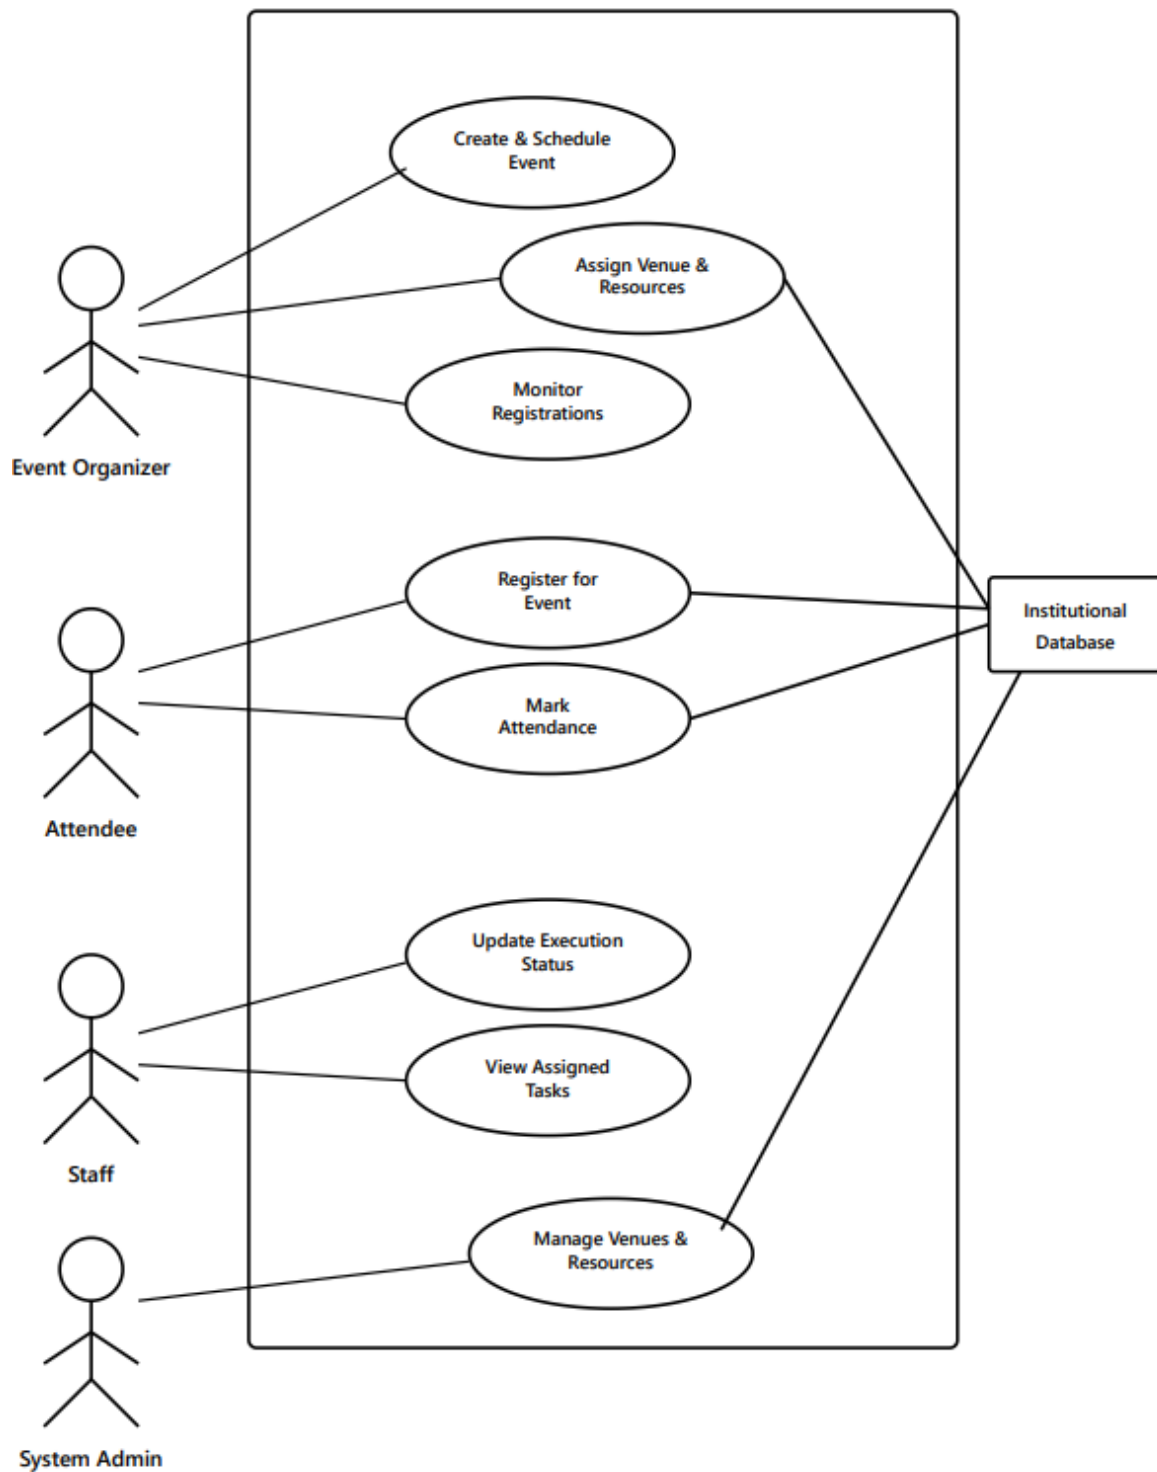 Create & Schedule
Event
Assign Venue &
Resources
Monitor
Registrations
Event Organizer
Register for
Event
Institutional
Database
Mark
Attendance
Attendee
Update Execution
Status
View Assigned
Tasks
Staff
Manage Venues &
Resources
System Admin